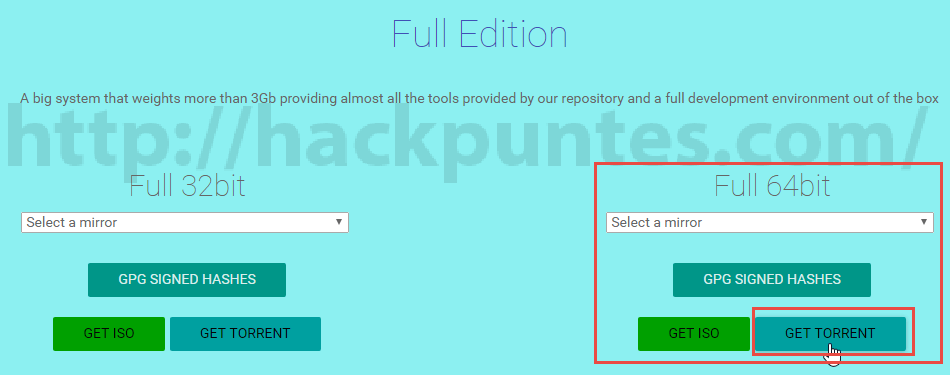 Full Edition
A big system that weights more than 3Gb providing almost all the tools provided by our repository and a full development environment out of the box
http://hackpuntes.com/
Full 32bit
Select a mirror
GPG SIGNED HASHES
GET ISO
GET TORRENT
Full 64bit
Select a mirror
GPG SIGNED HASHES
GET ISO
GET TORRENT